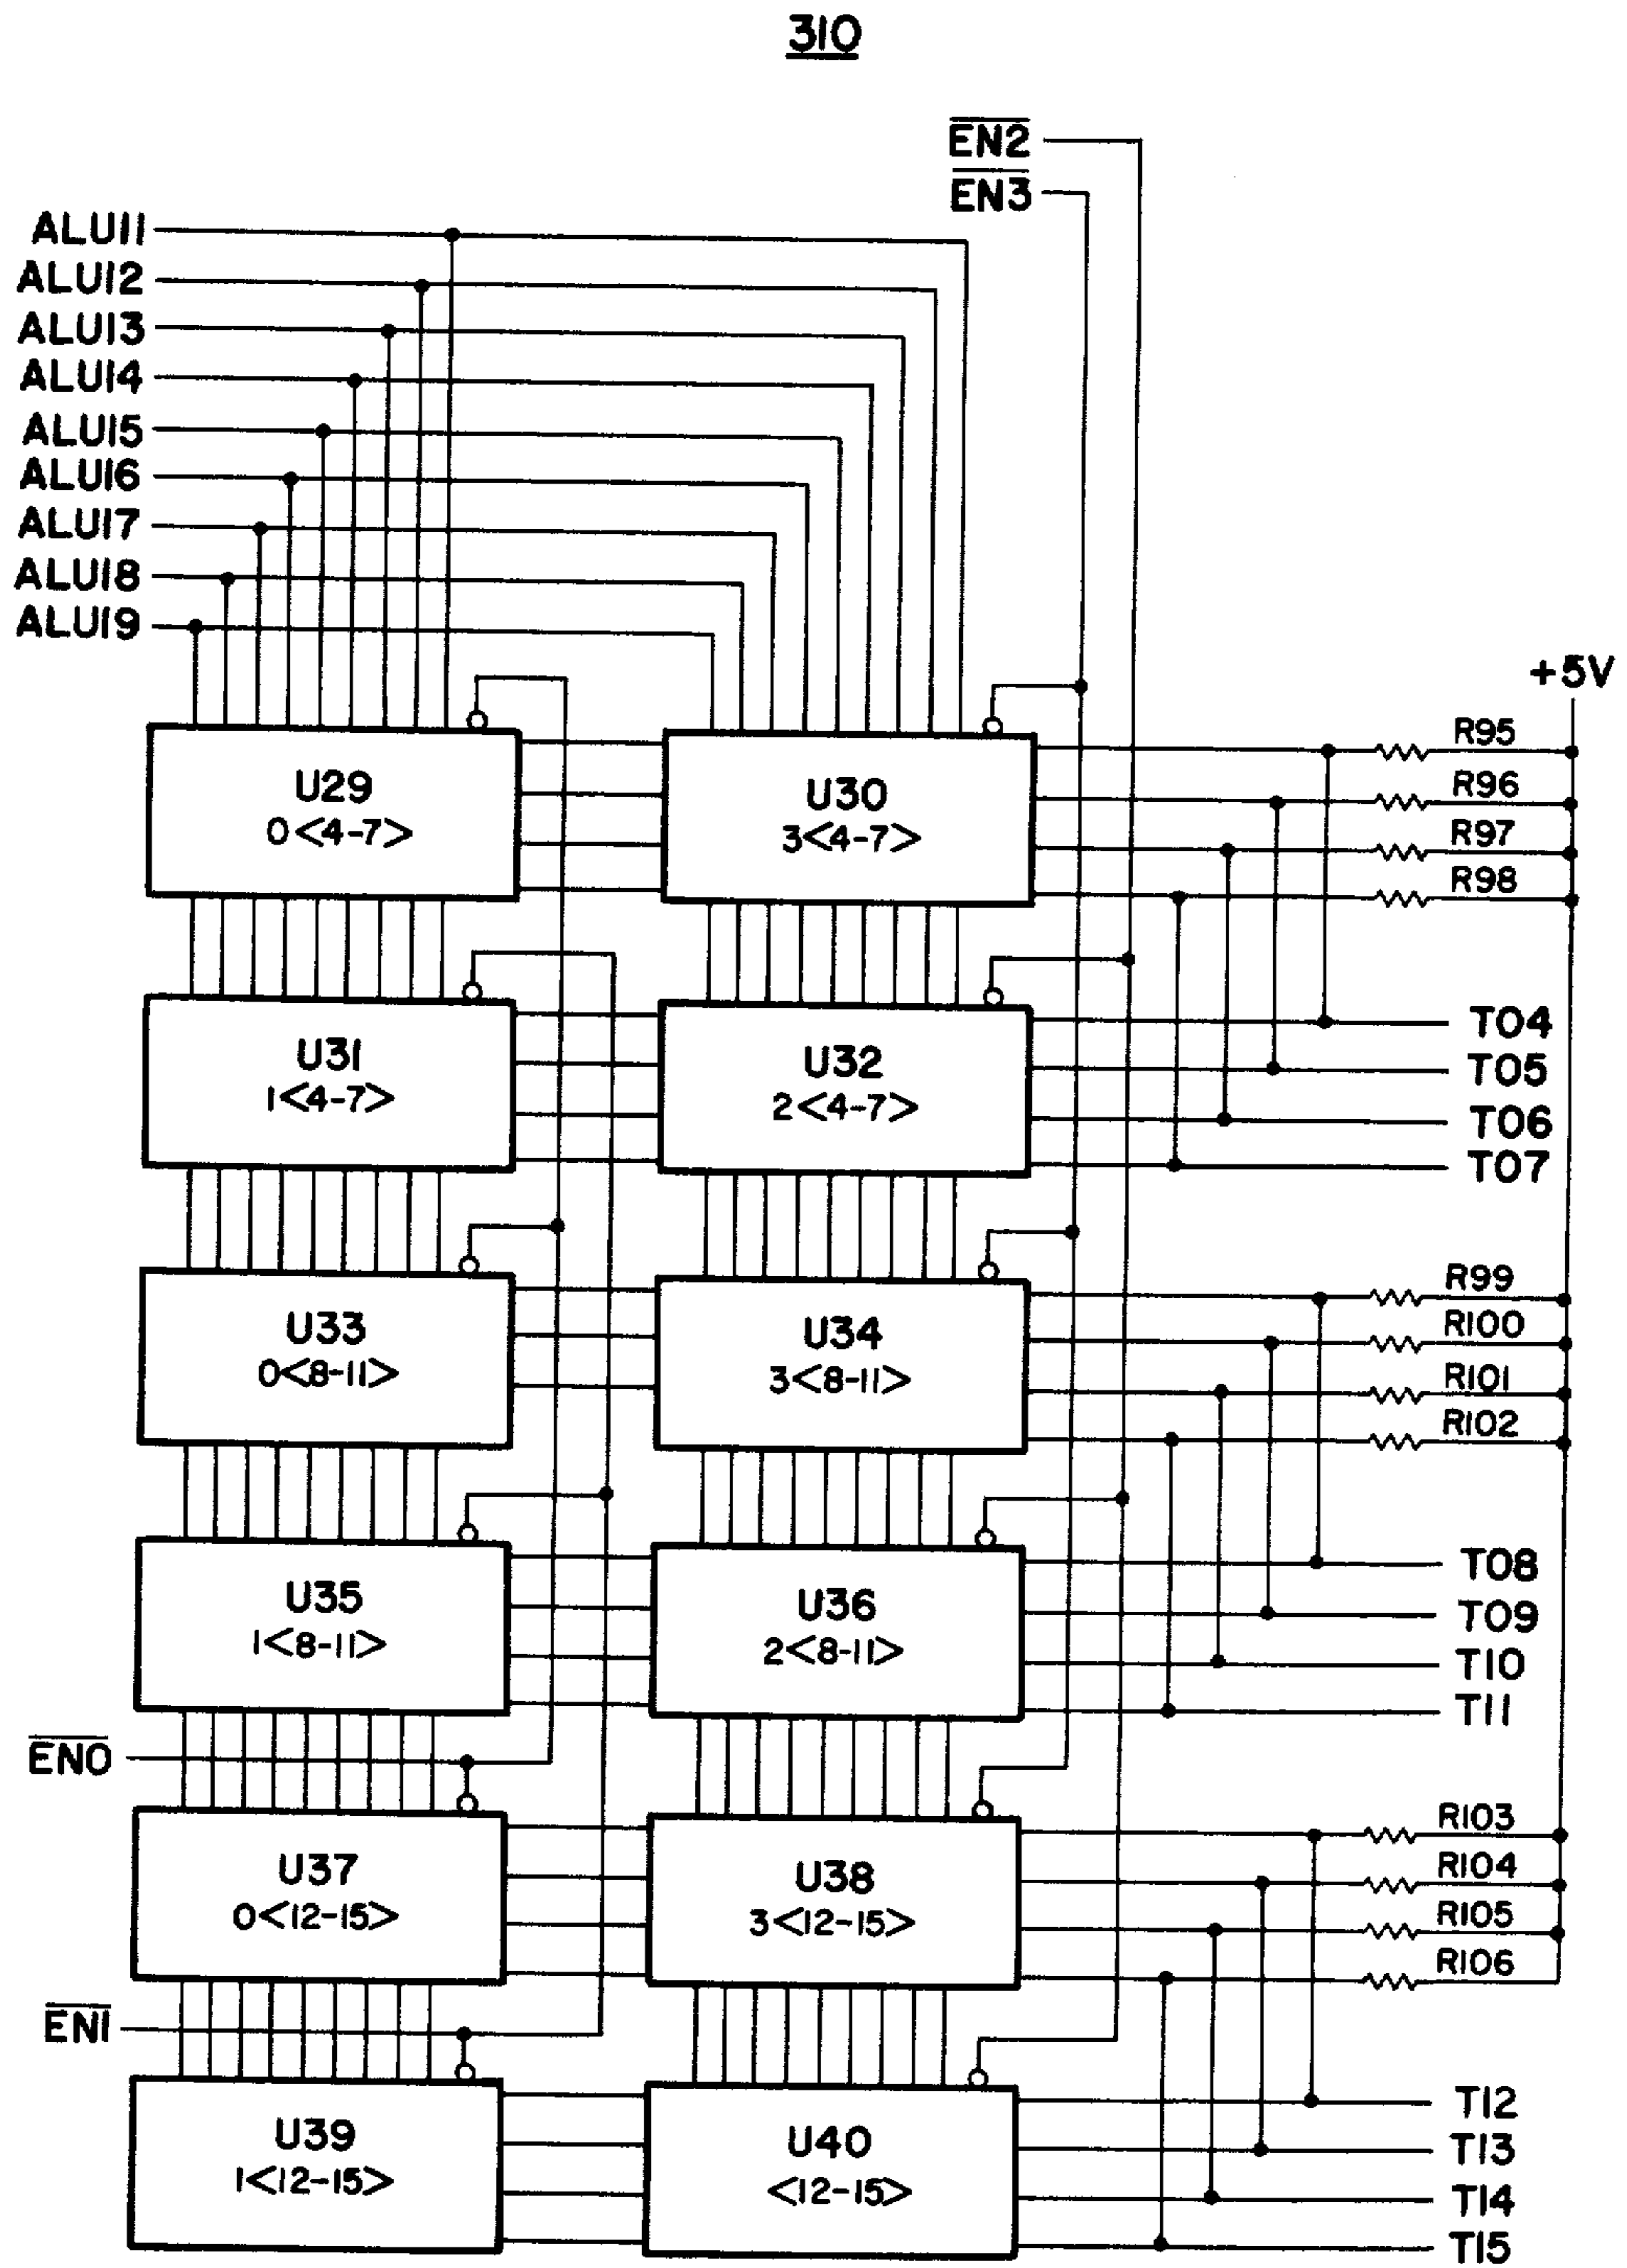 310
EN2
EN3
ALU11
ALU12
ALU13
ALU14
ALU15
ALU16
ALU17
ALU18
ALU19
+5V
U29
0<4-7>
U30
3<4-7>
R95
R96
R97
R98
U31
1<4-7>
U32
2<4-7>
T04
T05
T06
T07
U33
0<8-11>
U34
3<8-11>
R99
R100
R101
R102
U35
1<8-11>
U36
2<8-11>
T08
T09
T10
T11
EN0
U37
0<12-15>
U38
3<12-15>
R103
R104
R105
R106
EN1
U39
1<12-15>
U40
<12-15>
T12
T13
T14
T15